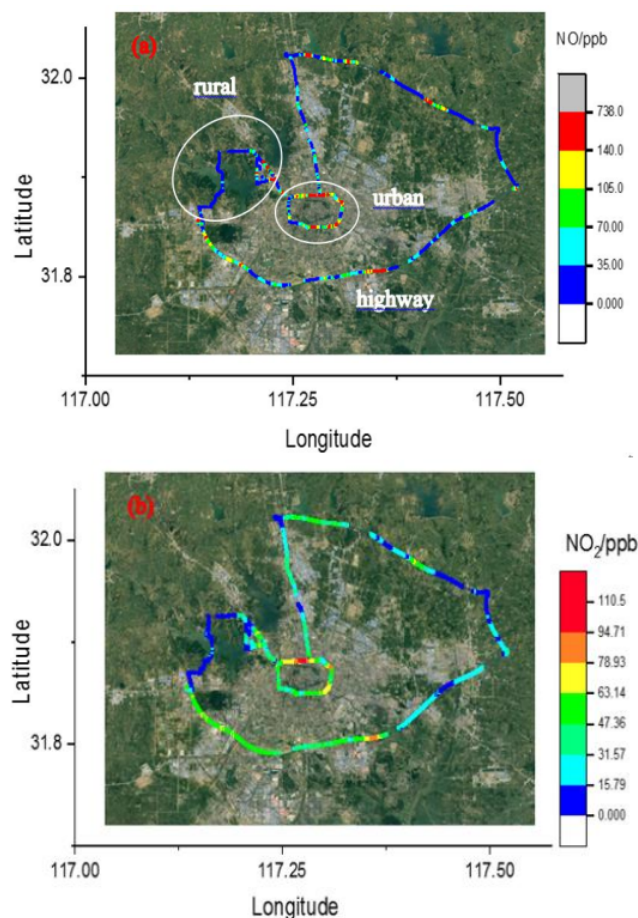 (a)
NO/ppb
rural
urban
highway
738.0
140.0
105.0
70.00
35.00
0.000
32.0
31.8
Latitude
117.00
117.25
117.50
Longitude
(b)
NO₂/ppb
110.5
94.71
78.93
63.14
47.36
31.57
15.79
0.000
32.0
31.8
Latitude
117.00
117.25
117.50
Longitude